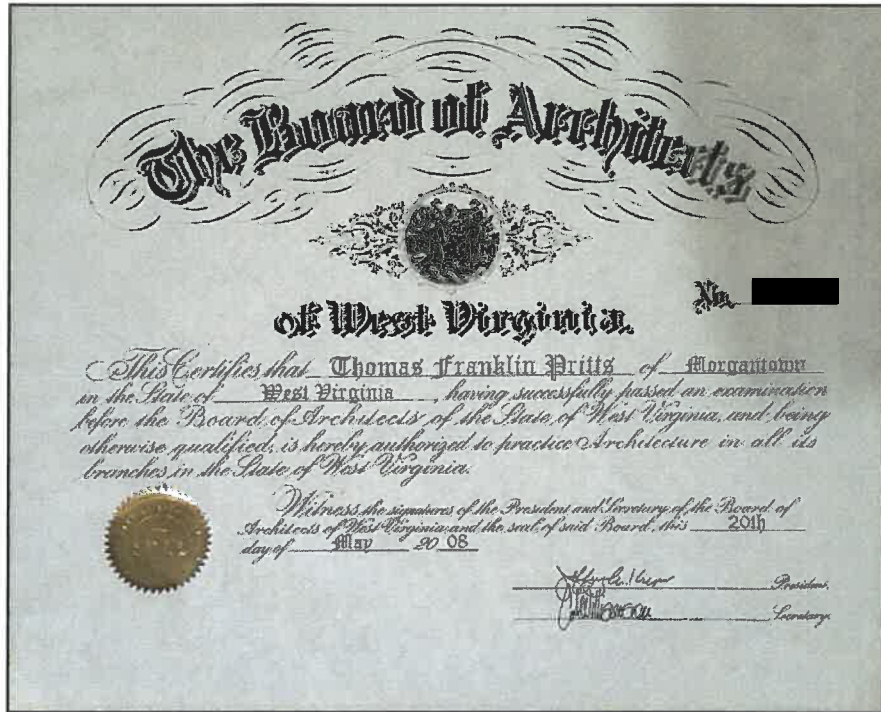 The Board of Architects
of West Virginia.
No.
This Certifies that Thomas Franklin Pritts of Morgantown
in the State of West Virginia, having successfully passed an examination
before the Board of Architects of the State of West Virginia, and being
otherwise qualified, is hereby authorized to practice Architecture in all its
branches in the State of West Virginia.
Witness the signatures of the President and Secretary of the Board of
Architects of West Virginia and the seal of said Board, this 20th
day of May 2008
President.
Secretary.